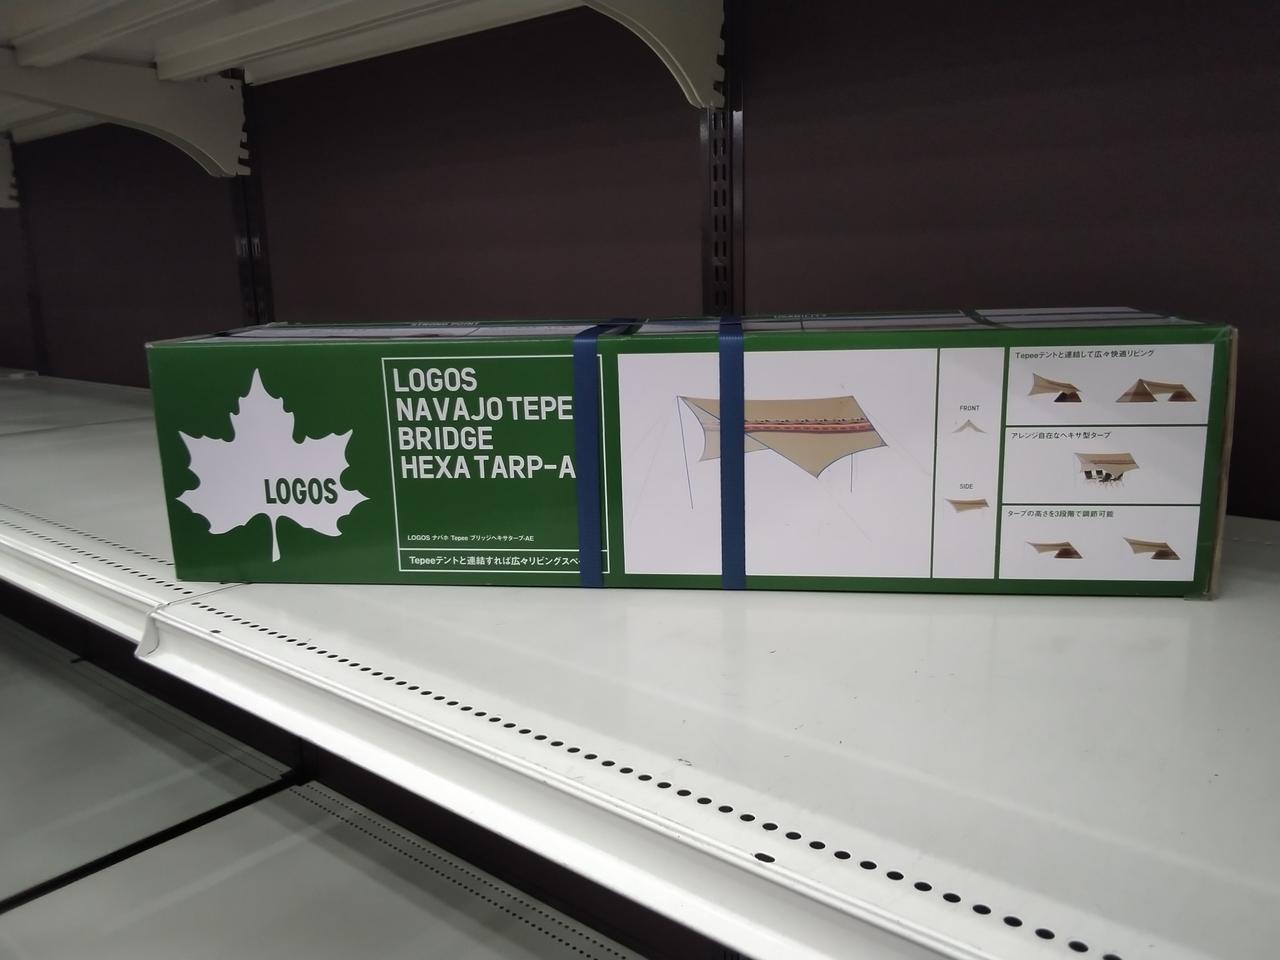 LOGOS
LOGOS
NAVAJO TEPE
BRIDGE
HEXA TARP-A
LOGOS ナバホ Tepee ブリッジヘキサタープ-AE
Tepeeテントと連結すれば広々リビングスペ
FRONT
SIDE
Tepeeテントと連結して広々快適リビング
アレンジ自在なヘキサ型タープ
タープの高さを3段階で調節可能
STRONG POINT
USABILITY